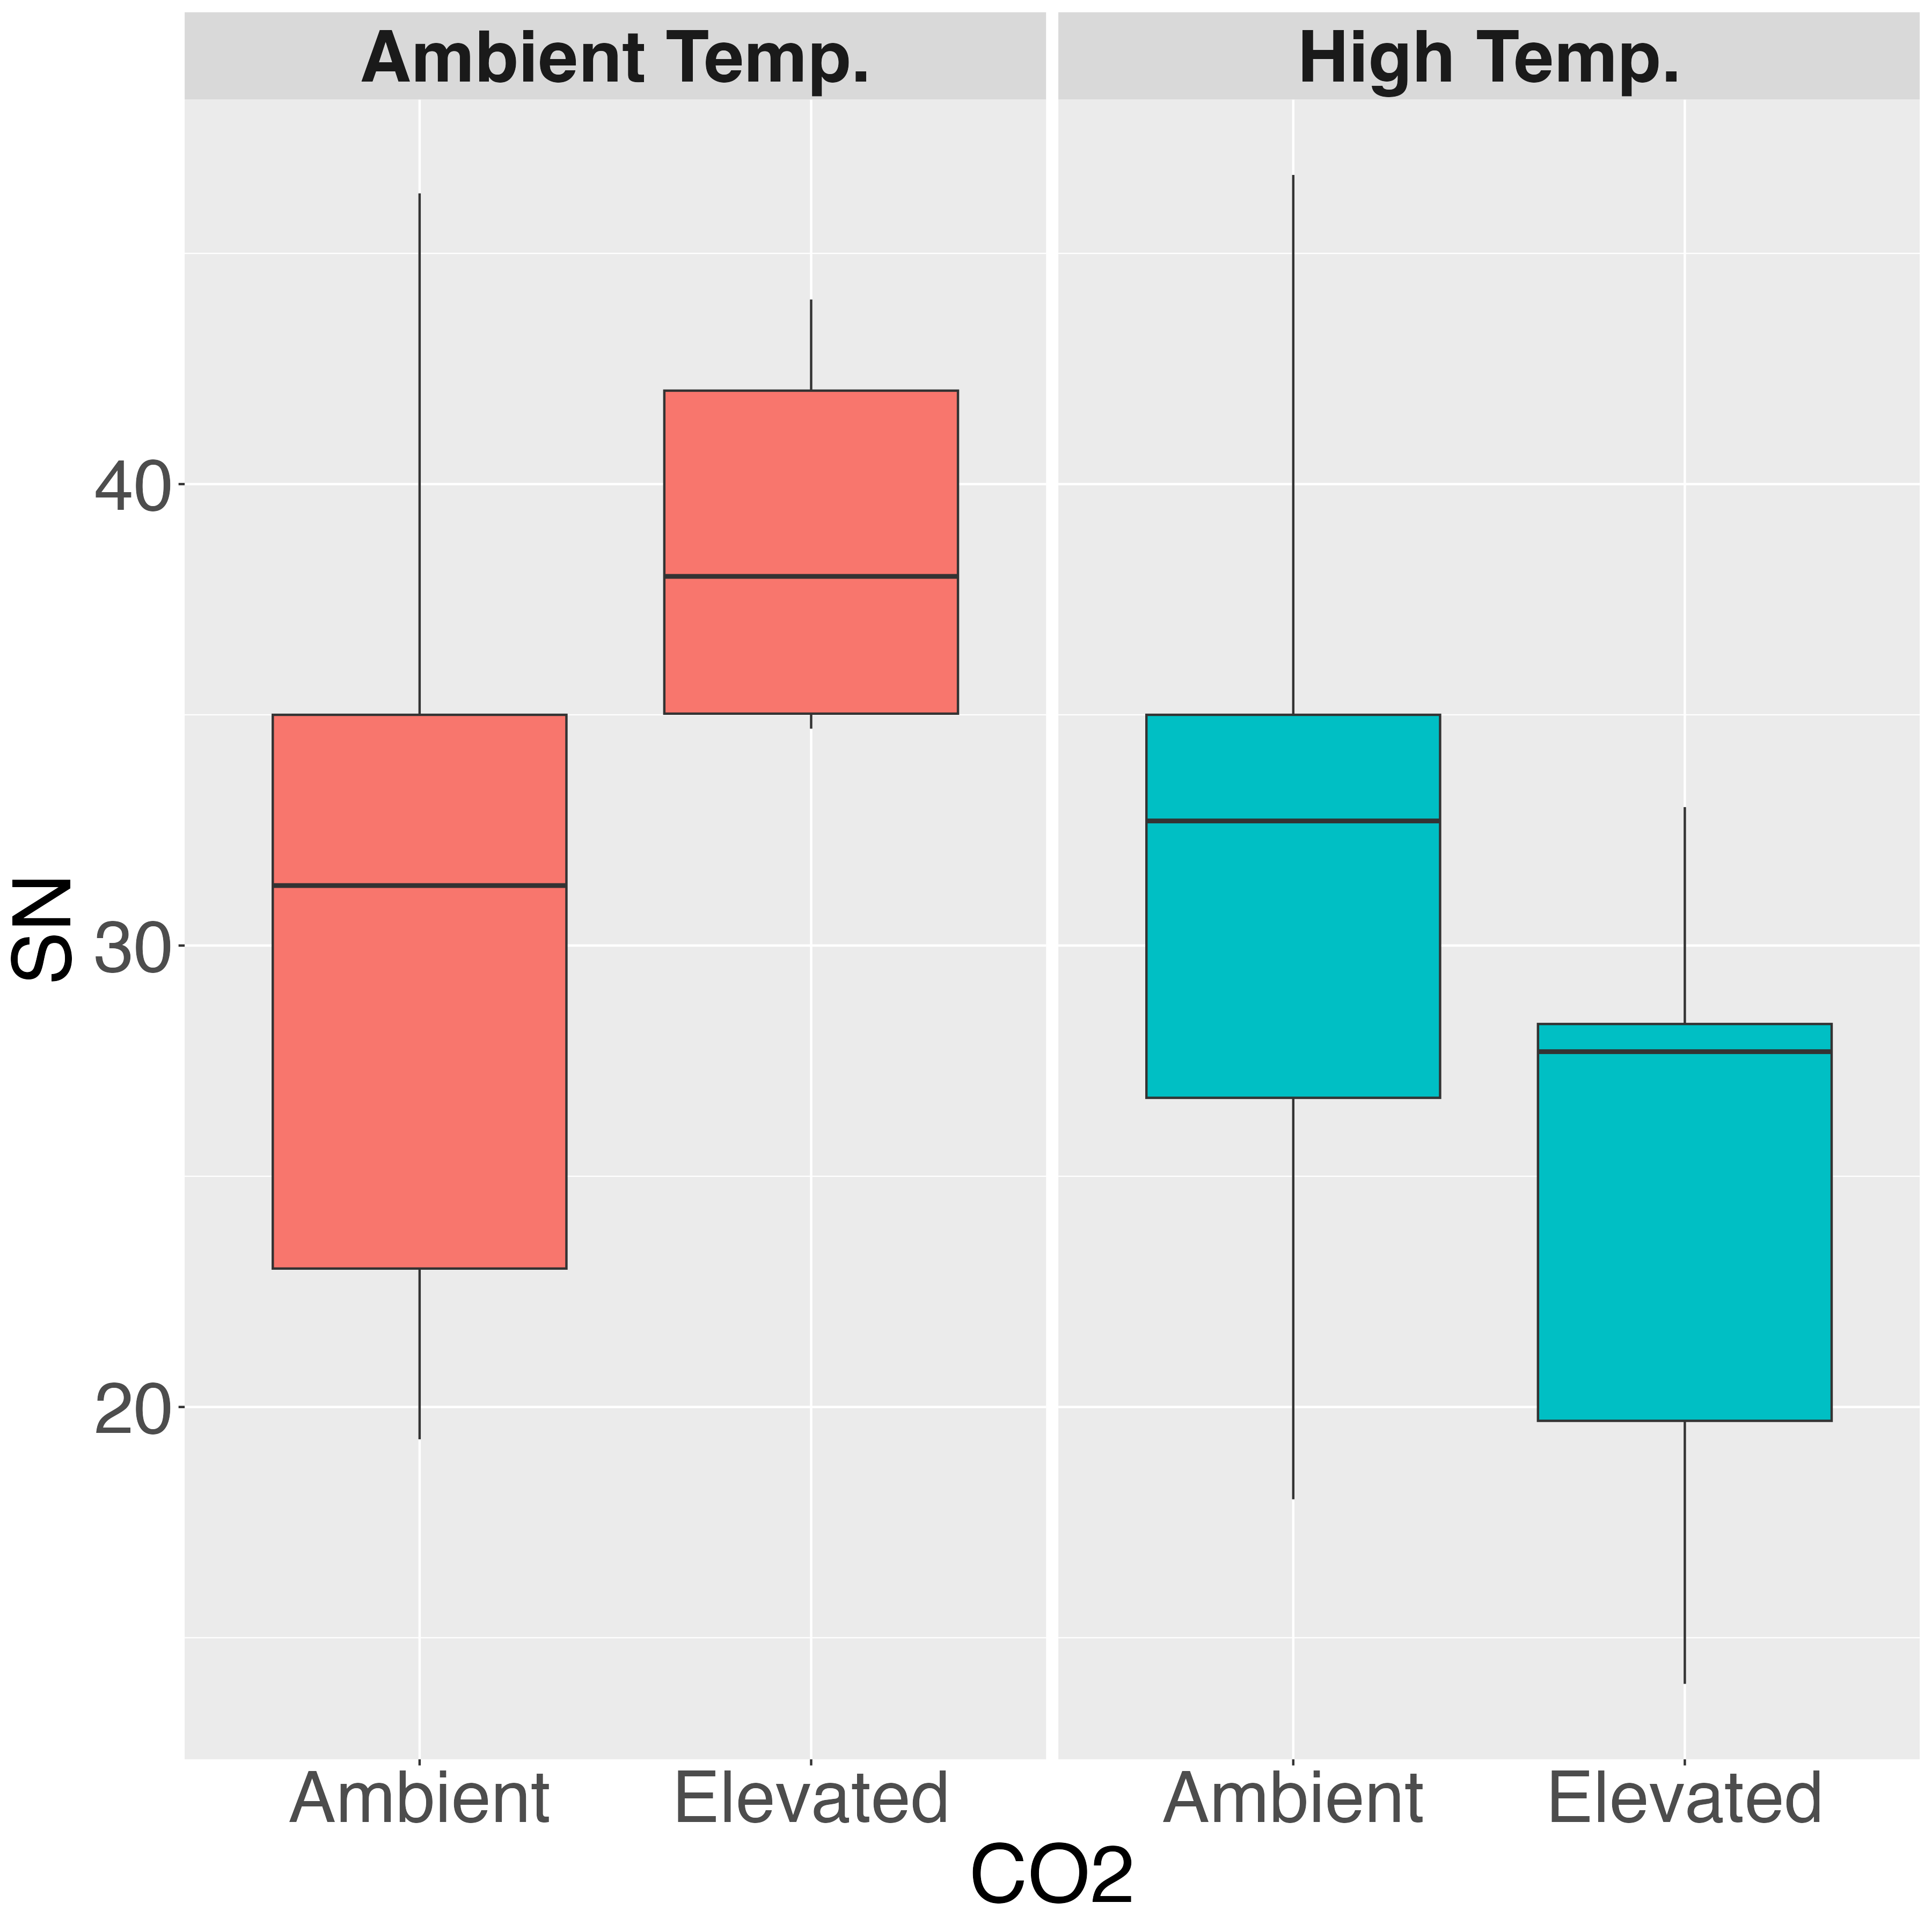 Ambient Temp.
High Temp.
SN
40
30
20
Ambient
Elevated
Ambient
Elevated
CO2